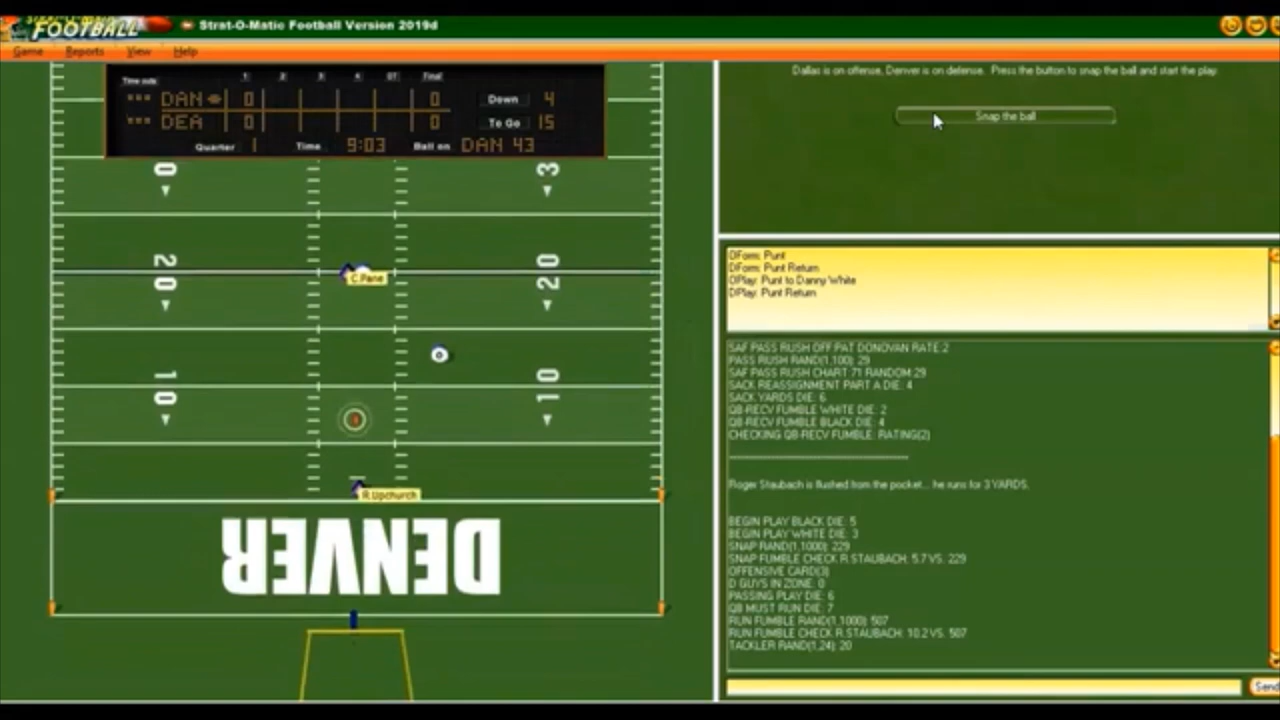 FOOTBALL
Strat-O-Matic Football Version 2019d
Game Reports View Help
Time outs 1 2 3 4 OT Final
DAN 0 0 Down 4
DEA 0 0 To Go 15
Quarter 1 Time 9:03 Ball on DAN 43
0 3
20 20
C.Pane
10 10
R.Upchurch
DENVER
Dallas is on offense, Denver is on defense. Press the button to snap the ball and start the play.
Snap the ball
OForm: Punt
DForm: Punt Return
OPlay: Punt to Danny White
DPlay: Punt Return
SAF PASS RUSH OFF PAT DONOVAN RATE:2
PASS RUSH RAND(1,100): 29
SAF PASS RUSH CHART:71 RANDOM:29
SACK REASSIGNMENT PART A DIE: 4
SACK YARDS DIE: 6
QB-RECV FUMBLE WHITE DIE: 2
QB-RECV FUMBLE BLACK DIE: 4
CHECKING QB-RECV FUMBLE: RATING(2)
Roger Staubach is flushed from the pocket... he runs for 3 YARDS.
BEGIN PLAY BLACK DIE: 5
BEGIN PLAY WHITE DIE: 3
SNAP RAND(1,1000): 229
SNAP FUMBLE CHECK R.STAUBACH: 5.7 VS. 229
OFFENSIVE CARD(3)
D GUYS IN ZONE: 0
PASSING PLAY DIE: 6
QB MUST RUN DIE: 7
RUN FUMBLE RAND(1,1000): 507
RUN FUMBLE CHECK R.STAUBACH: 10.2 VS. 507
TACKLER RAND(1,24): 20
Send